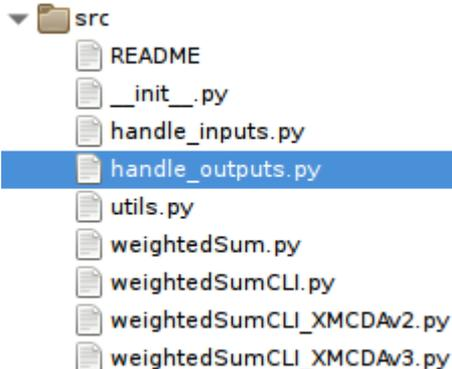 src
README
__init__.py
handle_inputs.py
handle_outputs.py
utils.py
weightedSum.py
weightedSumCLI.py
weightedSumCLI_XMCDAv2.py
weightedSumCLI_XMCDAv3.py